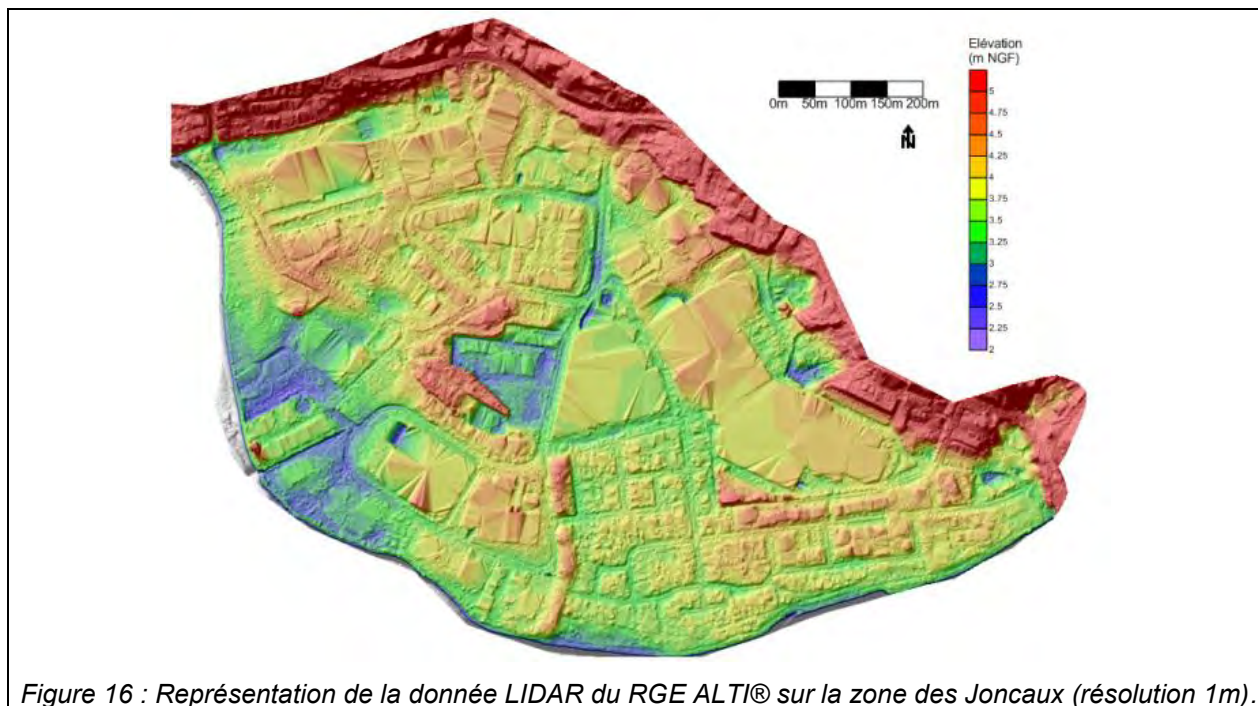 Elévation
(m NGF)
5
4.75
4.5
4.25
4
3.75
3.5
3.25
3
2.75
2.5
2.25
2
0m 50m 100m 150m 200m
N
Figure 16 : Représentation de la donnée LIDAR du RGE ALTI® sur la zone des Joncaux (résolution 1m).